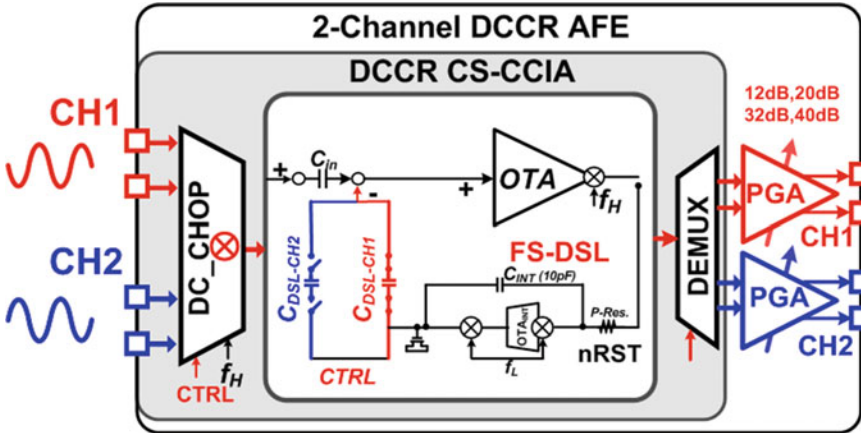 2-Channel DCCR AFE
DCCR CS-CCIA
12dB,20dB
32dB,40dB
CH1
CH2
DC_CHOP
CTRL
fH
+
Cin
-
+
OTA
fH
CDSL-CH2
CDSL-CH1
FS-DSL
CINT (10pF)
OTAINT
P-Res.
fL
nRST
CTRL
DEMUX
PGA
CH1
PGA
CH2